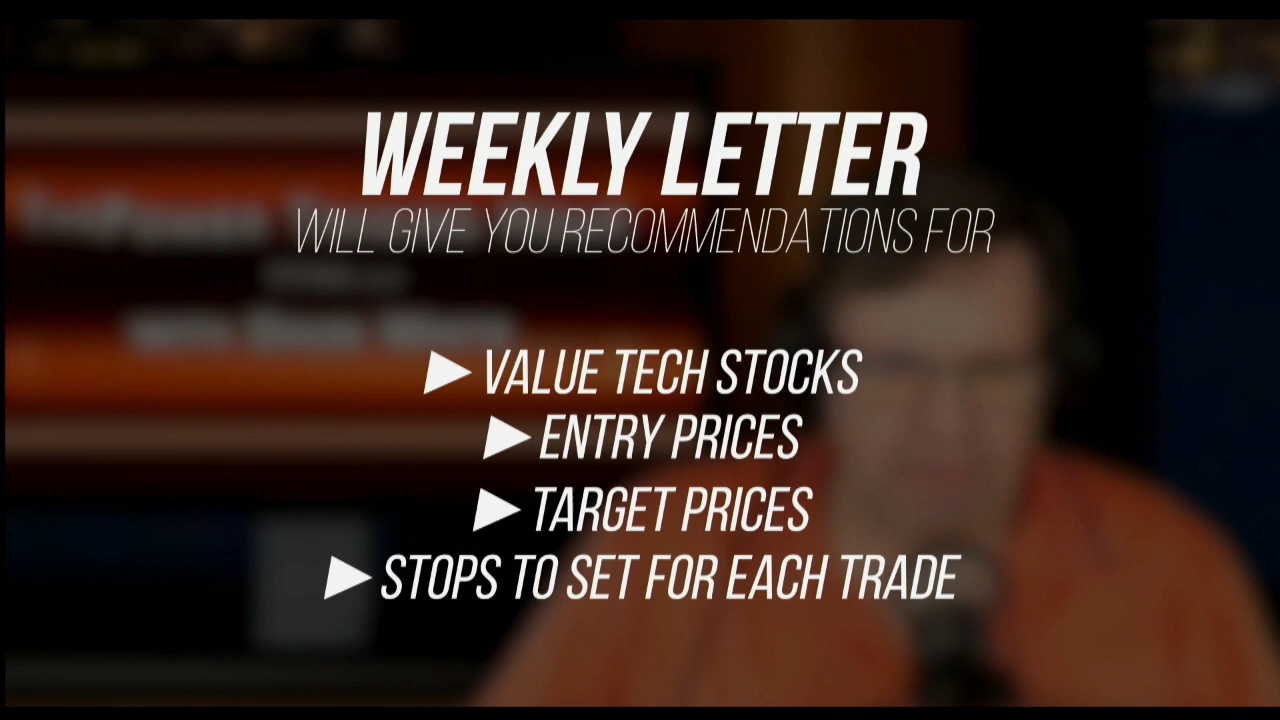 WEEKLY LETTER
WILL GIVE YOU RECOMMENDATIONS FOR
▶ VALUE TECH STOCKS
▶ ENTRY PRICES
▶ TARGET PRICES
▶ STOPS TO SET FOR EACH TRADE